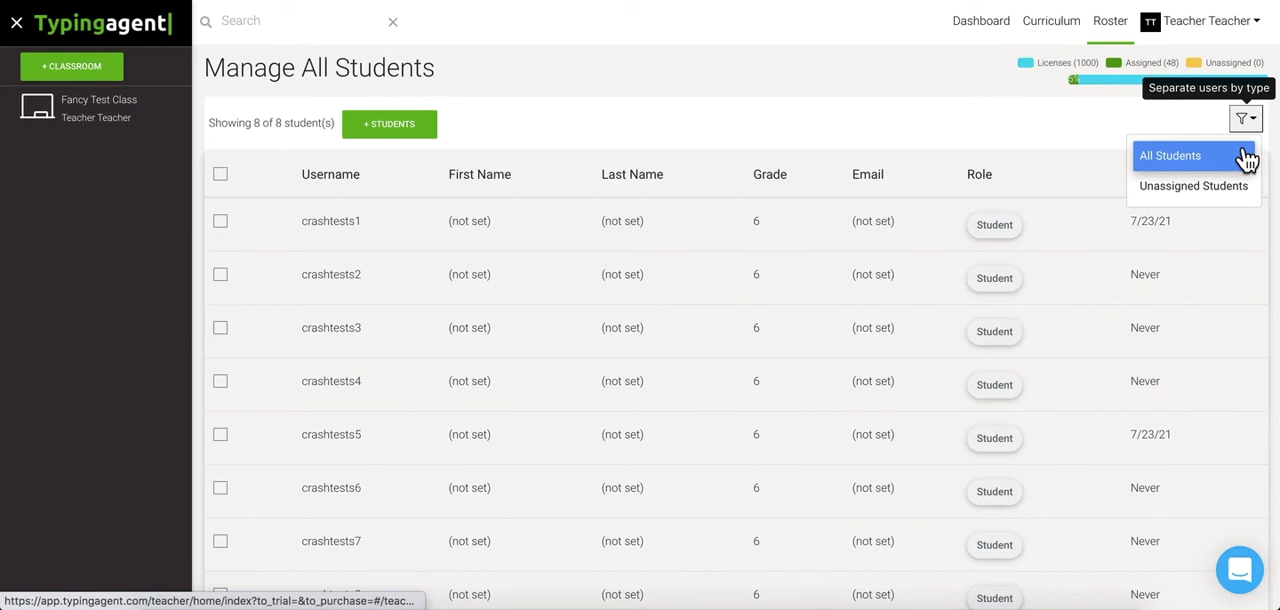 Typingagent|
Search
Dashboard Curriculum Roster TT Teacher Teacher
+ CLASSROOM
Fancy Test Class
Teacher Teacher
Manage All Students
Licenses (1000) Assigned (48) Unassigned (0)
Separate users by type
Showing 8 of 8 student(s)
+ STUDENTS
All Students
Unassigned Students
Username First Name Last Name Grade Email Role
crashtests1 (not set) (not set) 6 (not set) Student 7/23/21
crashtests2 (not set) (not set) 6 (not set) Student Never
crashtests3 (not set) (not set) 6 (not set) Student Never
crashtests4 (not set) (not set) 6 (not set) Student Never
crashtests5 (not set) (not set) 6 (not set) Student 7/23/21
crashtests6 (not set) (not set) 6 (not set) Student Never
crashtests7 (not set) (not set) 6 (not set) Student Never
(not set) (not set) 6 (not set) Student Never
https://app.typingagent.com/teacher/home/index?to_trial=&to_purchase=#/teac...